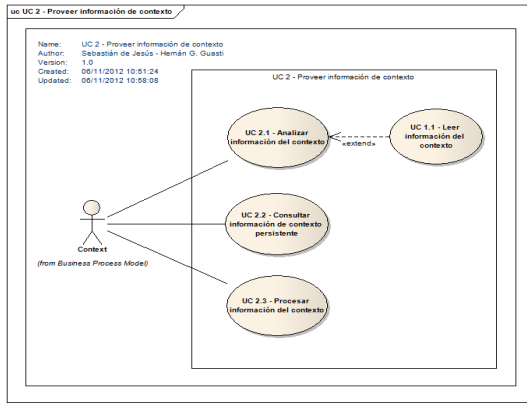 uc UC 2 - Proveer información de contexto
Name: UC 2 - Proveer información de contexto
Author: Sebastián de Jesús - Hernán G. Guasti
Version: 1.0
Created: 06/11/2012 10:51:24
Updated: 06/11/2012 10:58:08
UC 2 - Proveer información de contexto
UC 2.1 - Analizar
información del contexto
«extend»
UC 1.1 - Leer
información del
contexto
UC 2.2 - Consultar
información de contexto
persistente
Context
(from Business Process Model)
UC 2.3 - Procesar
información del contexto